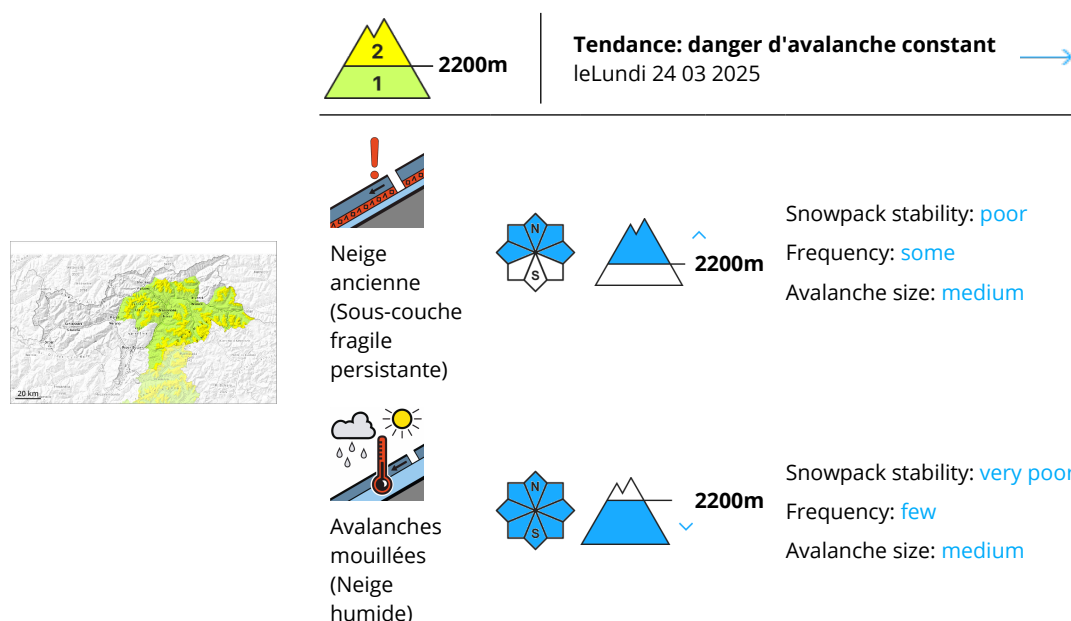 2
1
2200m
Tendance: danger d'avalanche constant
leLundi 24 03 2025
20 km
Neige
ancienne
(Sous-couche
fragile
persistante)
N
S
2200m
Snowpack stability: poor
Frequency: some
Avalanche size: medium
Avalanches
mouillées
(Neige
humide)
N
S
2200m
Snowpack stability: very poor
Frequency: few
Avalanche size: medium